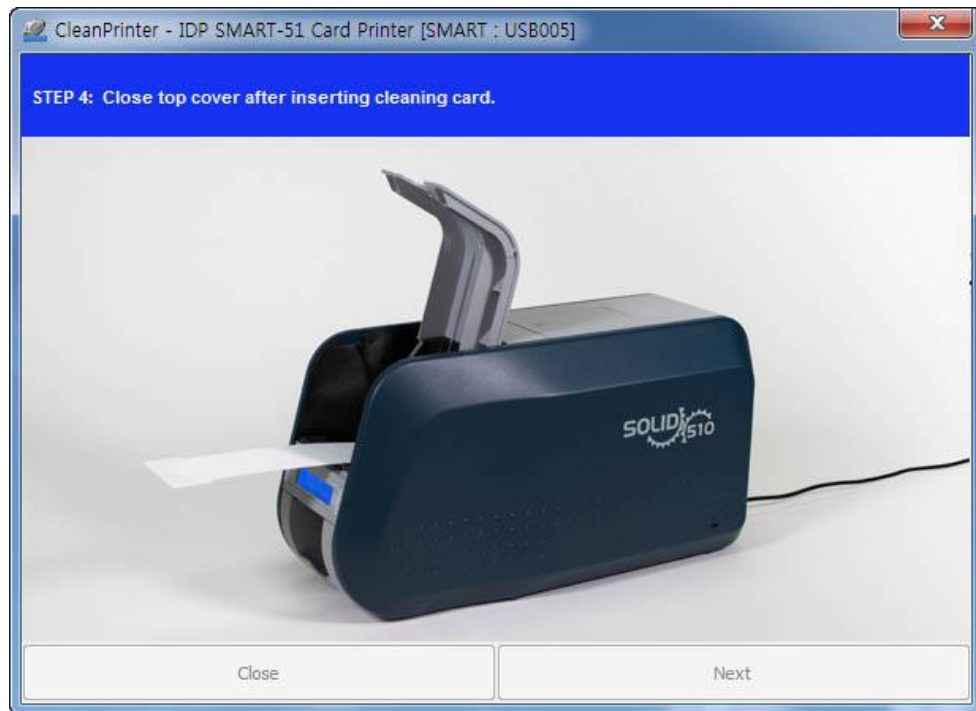 CleanPrinter - IDP SMART-51 Card Printer [SMART : USB005]
STEP 4: Close top cover after inserting cleaning card.
SOLID 510
Close
Next